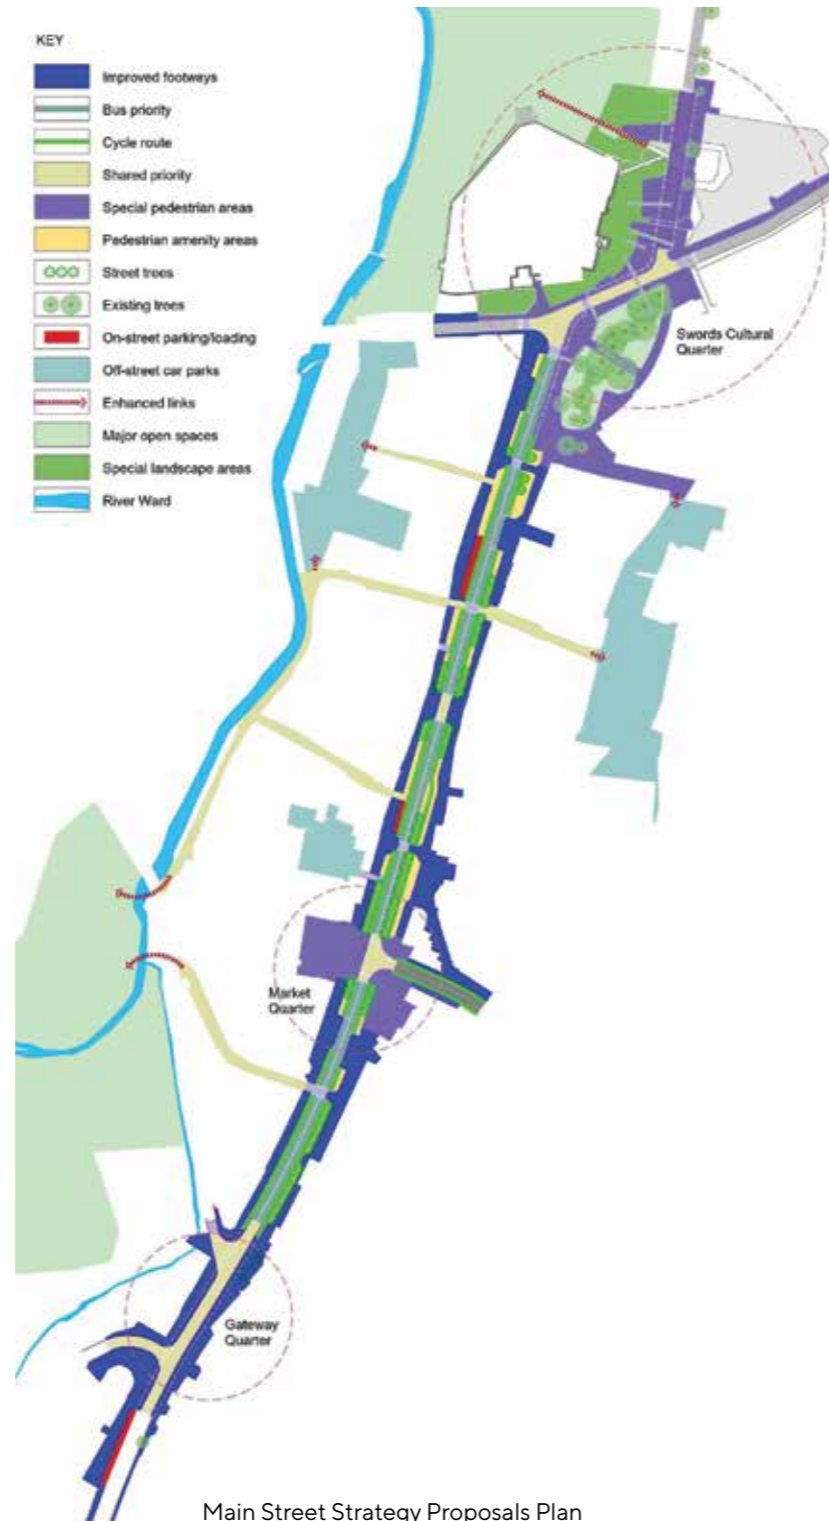 KEY
Improved footways
Bus priority
Cycle route
Shared priority
Special pedestrian areas
Pedestrian amenity areas
Street trees
Existing trees
On-street parking/loading
Off-street car parks
Enhanced links
Major open spaces
Special landscape areas
River Ward
Swords Cultural
Quarter
Market
Quarter
Gateway
Quarter
Main Street Strategy Proposals Plan